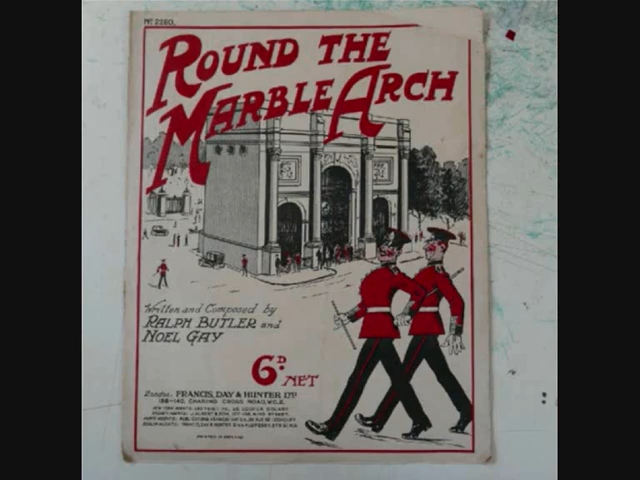 No 2280.
ROUND THE
MARBLE ARCH
Written and Composed by
RALPH BUTLER and
NOEL GAY
6D. NET
London: FRANCIS, DAY & HUNTER LTD
138-140, CHARING CROSS ROAD, W.C.2.